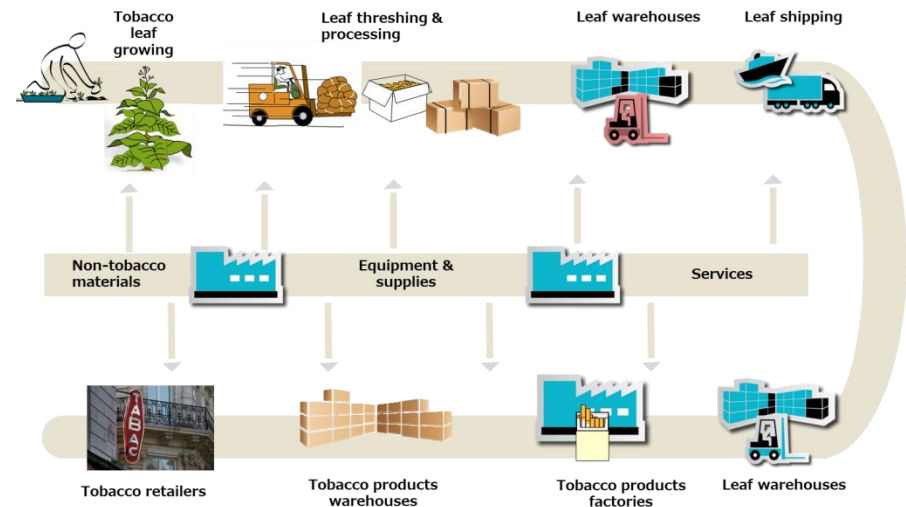 Tobacco
leaf
growing
Leaf threshing &
processing
Leaf warehouses
Leaf shipping
Non-tobacco
materials
Equipment &
supplies
Services
TABAC
Tobacco retailers
Tobacco products
warehouses
Tobacco products
factories
Leaf warehouses